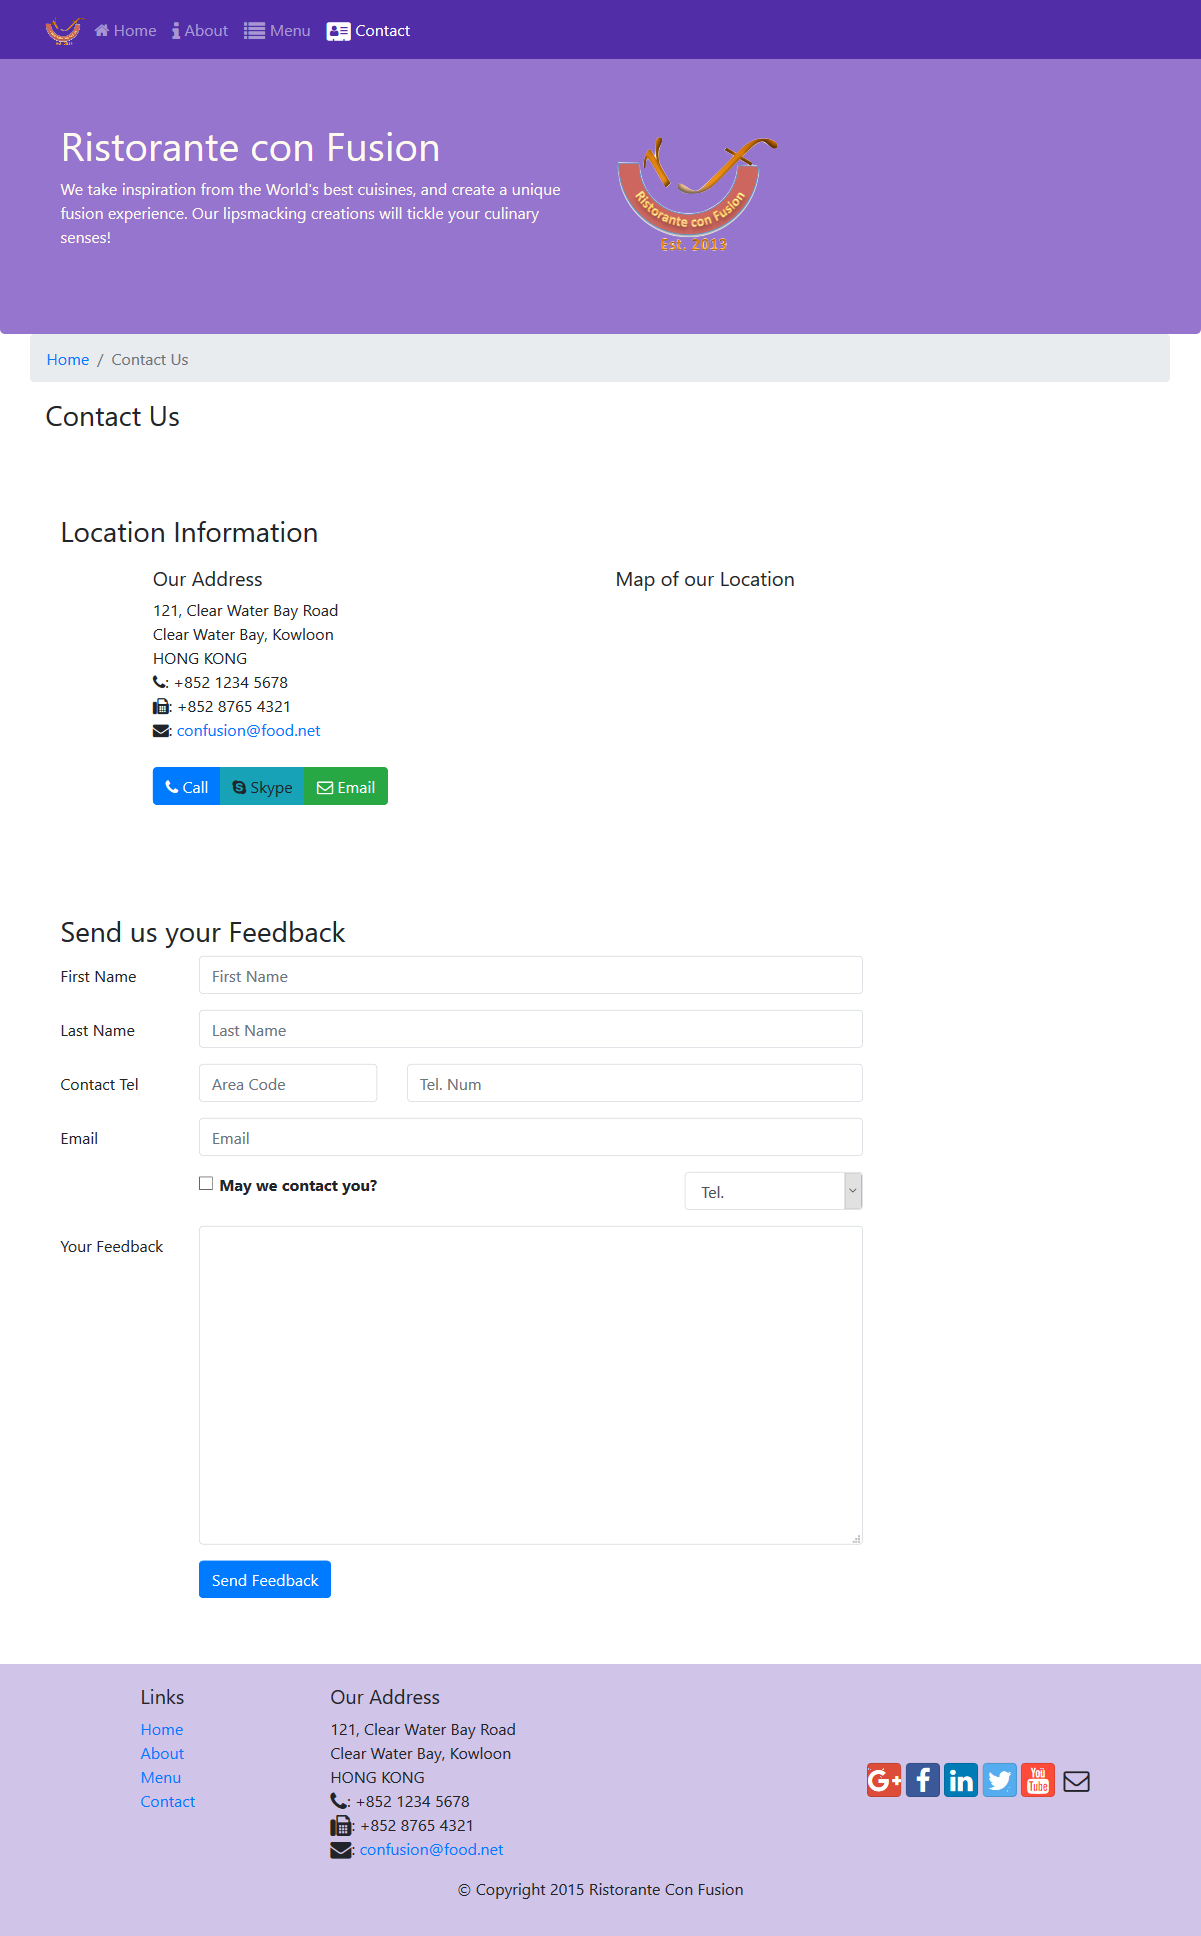 Home About Menu Contact
Ristorante con Fusion
We take inspiration from the World's best cuisines, and create a unique
fusion experience. Our lipsmacking creations will tickle your culinary
senses!
Ristorante con Fusion
Est. 2013
Home / Contact Us
Contact Us
Location Information
Our Address
121, Clear Water Bay Road
Clear Water Bay, Kowloon
HONG KONG
: +852 1234 5678
: +852 8765 4321
: confusion@food.net
Call Skype Email
Map of our Location
Send us your Feedback
First Name First Name
Last Name Last Name
Contact Tel Area Code Tel. Num
Email Email
May we contact you? Tel.
Your Feedback
Send Feedback
Links
Home
About
Menu
Contact
Our Address
121, Clear Water Bay Road
Clear Water Bay, Kowloon
HONG KONG
: +852 1234 5678
: +852 8765 4321
: confusion@food.net
G+ f in You Tube
© Copyright 2015 Ristorante Con Fusion